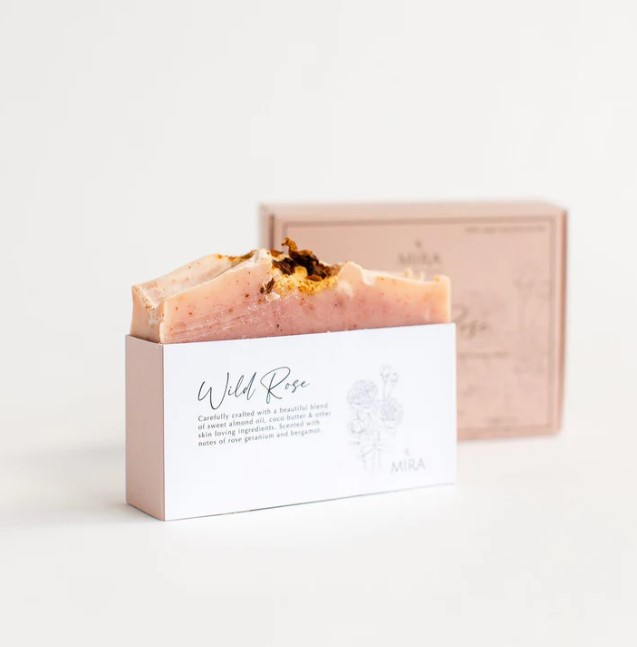 Wild Rose
Carefully crafted with a beautiful blend
of sweet almond oil, coco butter & other
skin loving ingredients. Scented with
notes of rose geranium and bergamot.
MIRA
MIRA
Rose